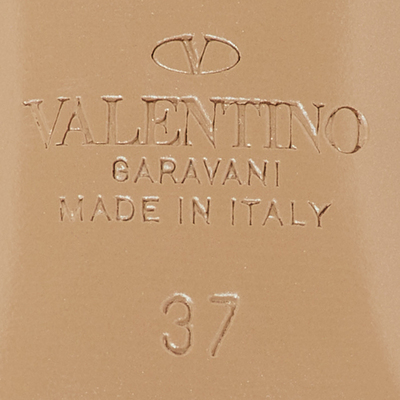 V
VALENTINO
GARAVANI
MADE IN ITALY
37